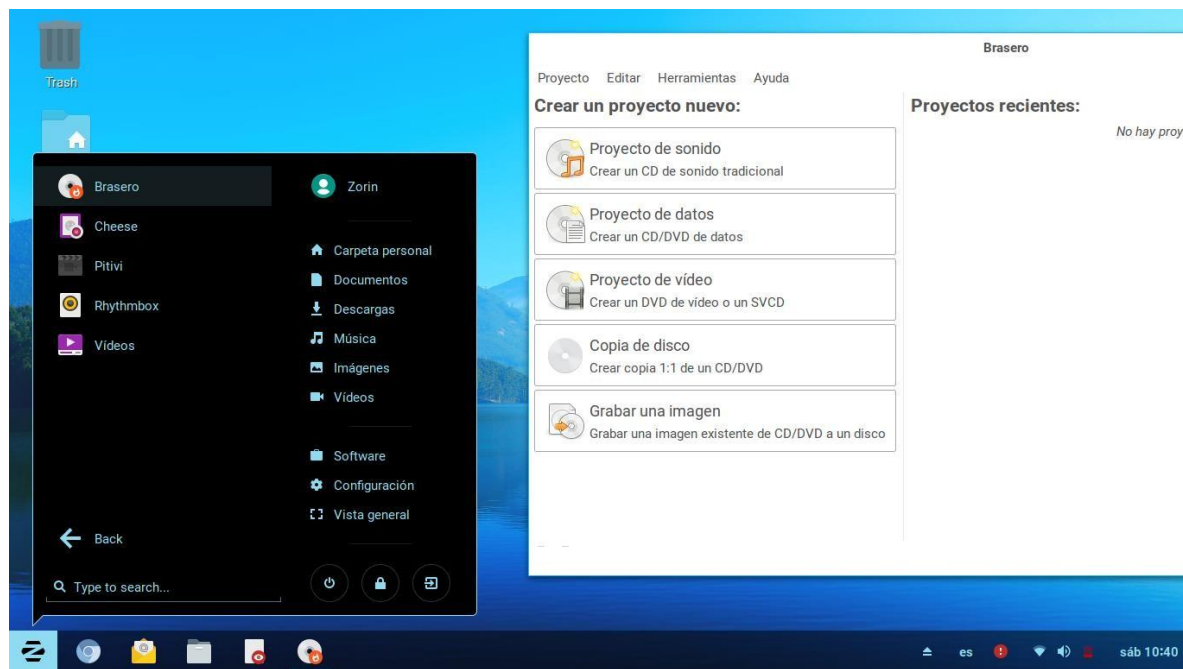 Trash
Brasero
Cheese
Pitivi
Rhythmbox
Vídeos
Back
Type to search...
Zorin
Carpeta personal
Documentos
Descargas
Música
Imágenes
Vídeos
Software
Configuración
Vista general
Brasero
Proyecto Editar Herramientas Ayuda
Crear un proyecto nuevo:
Proyecto de sonido
Crear un CD de sonido tradicional
Proyecto de datos
Crear un CD/DVD de datos
Proyecto de vídeo
Crear un DVD de vídeo o un SVCD
Copia de disco
Crear copia 1:1 de un CD/DVD
Grabar una imagen
Grabar una imagen existente de CD/DVD a un disco
Proyectos recientes:
No hay proy
es
sáb 10:40